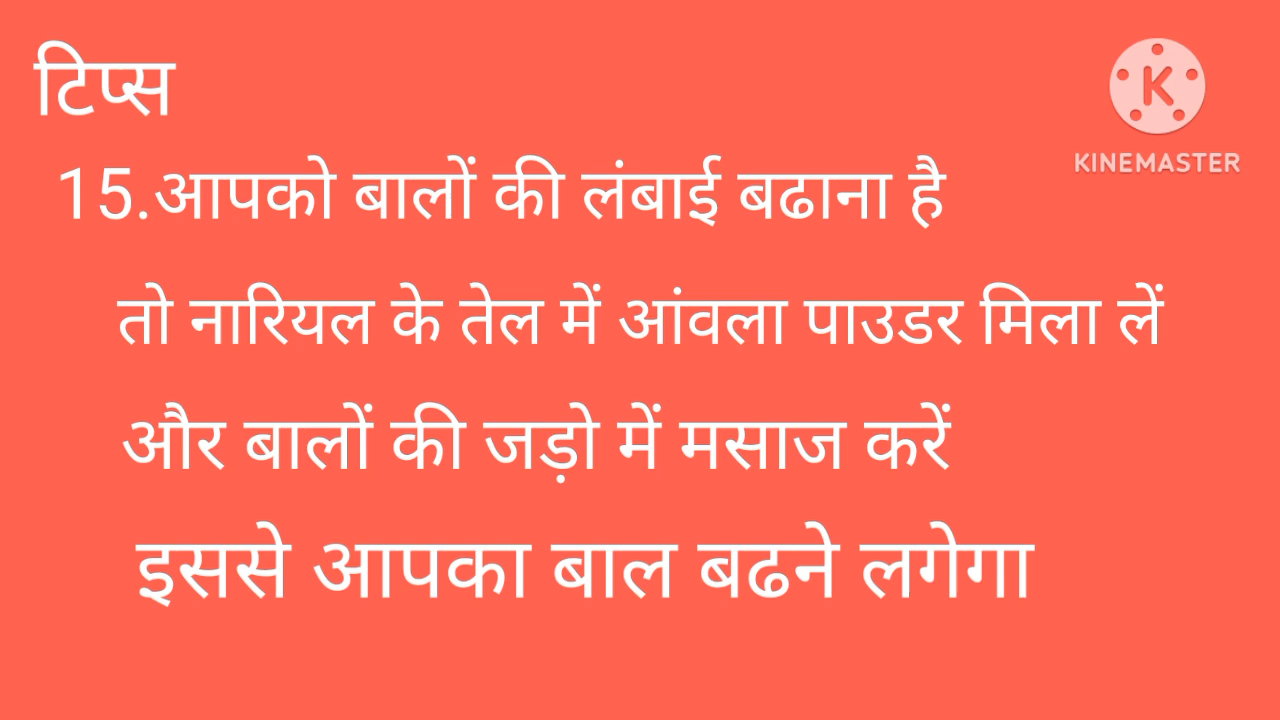 टिप्स
K
KINEMASTER
15.आपको बालों की लंबाई बढाना है
तो नारियल के तेल में आंवला पाउडर मिला लें
और बालों की जड़ो में मसाज करें
इससे आपका बाल बढने लगेगा